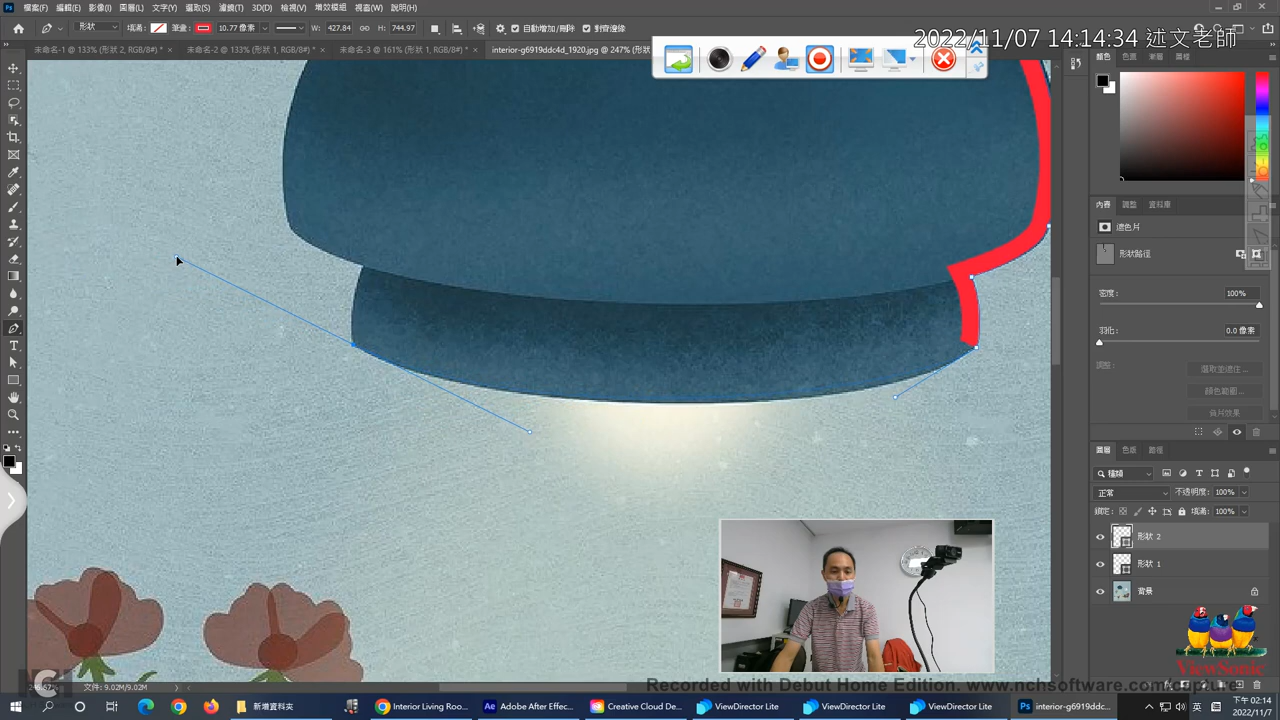 檔案(F) 編輯(E) 影像(I) 圖層(L) 文字(Y) 選取(S) 濾鏡(T) 3D(D) 檢視(V) 增效模組 視窗(W) 說明(H)
形狀 填滿: 筆畫: 10.77 像素 W: 427.84 H: 744.97 自動增加/刪除 對齊邊緣
2022/11/07 14:14:34 述文老師
未命名-1 @ 133% (形狀 2, RGB/8#) * × 未命名-2 @ 133% (形狀 1, RGB/8#) * × 未命名-3 @ 161% (形狀 1, RGB/8#) * × interior-g6919ddc4d_1920.jpg @ 247% (形狀
顏色 色票 漸層 圖樣
內容 調整 資料庫
遮色片
形狀路徑
密度: 100%
羽化: 0.0 像素
調整:
選取並遮住 ...
顏色範圍...
負片效果
圖層 色版 路徑
種類
正常 不透明度: 100%
鎖定: 填滿: 100%
形狀 2
形狀 1
背景
ViewSonic
文件: 9.02M/9.02M
Recorded with Debut Home Edition. www.nchsoftware.com/capture
新增資料夾 Interior Living Roo... Adobe After Effec... Creative Cloud De... ViewDirector Lite ViewDirector Lite ViewDirector Lite interior-g6919ddc...
英
下午 02:14
2022/11/7